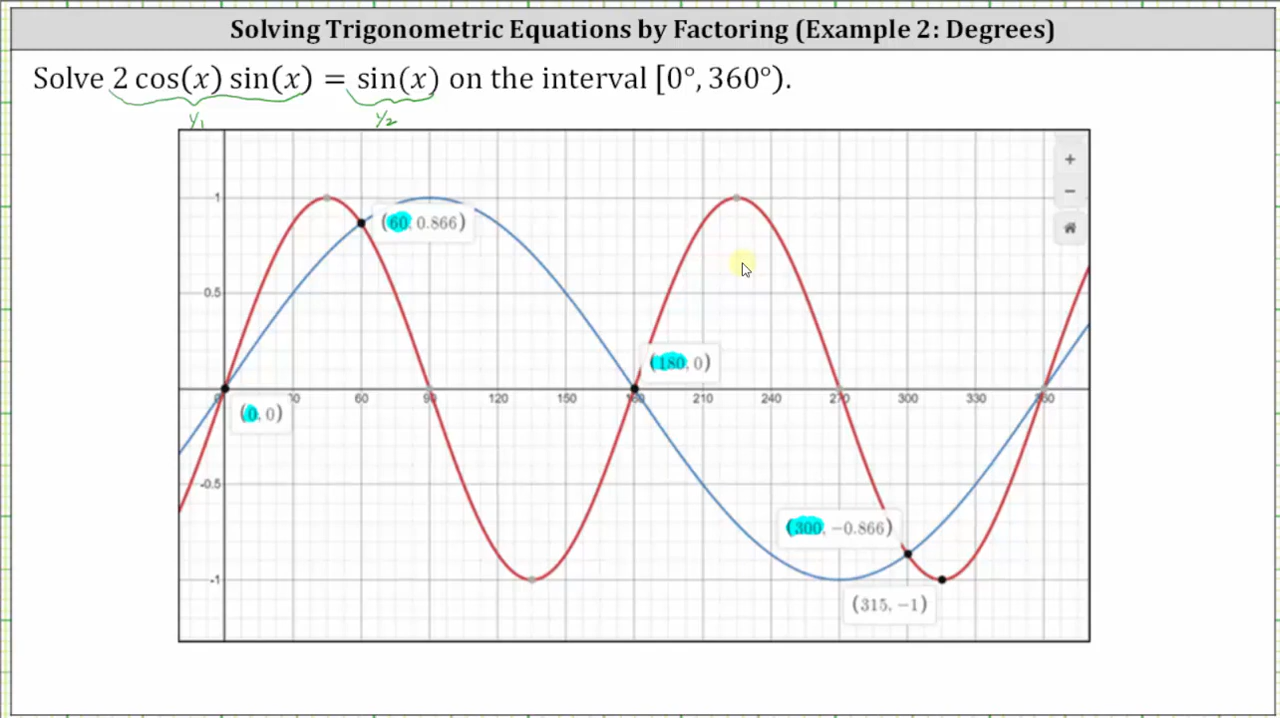 Solving Trigonometric Equations by Factoring (Example 2: Degrees)
Solve 2 cos(x) sin(x) = sin(x) on the interval [0°, 360°).
y₁ y₂
+
−
1
(60, 0.866)
0.5
(180, 0)
0 30 60 90 120 150 180 210 240 270 300 330 360
(0, 0)
-0.5
(300, −0.866)
-1
(315, −1)